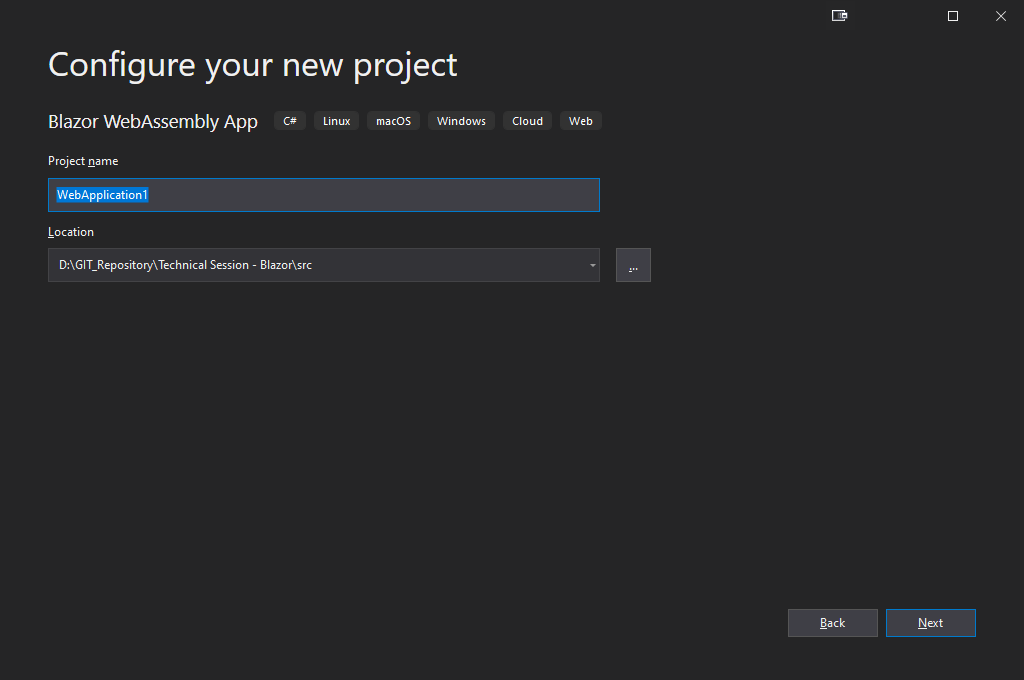 Configure your new project
Blazor WebAssembly App C# Linux macOS Windows Cloud Web
Project name
WebApplication1
Location
D:\GIT_Repository\Technical Session - Blazor\src
...
Back Next